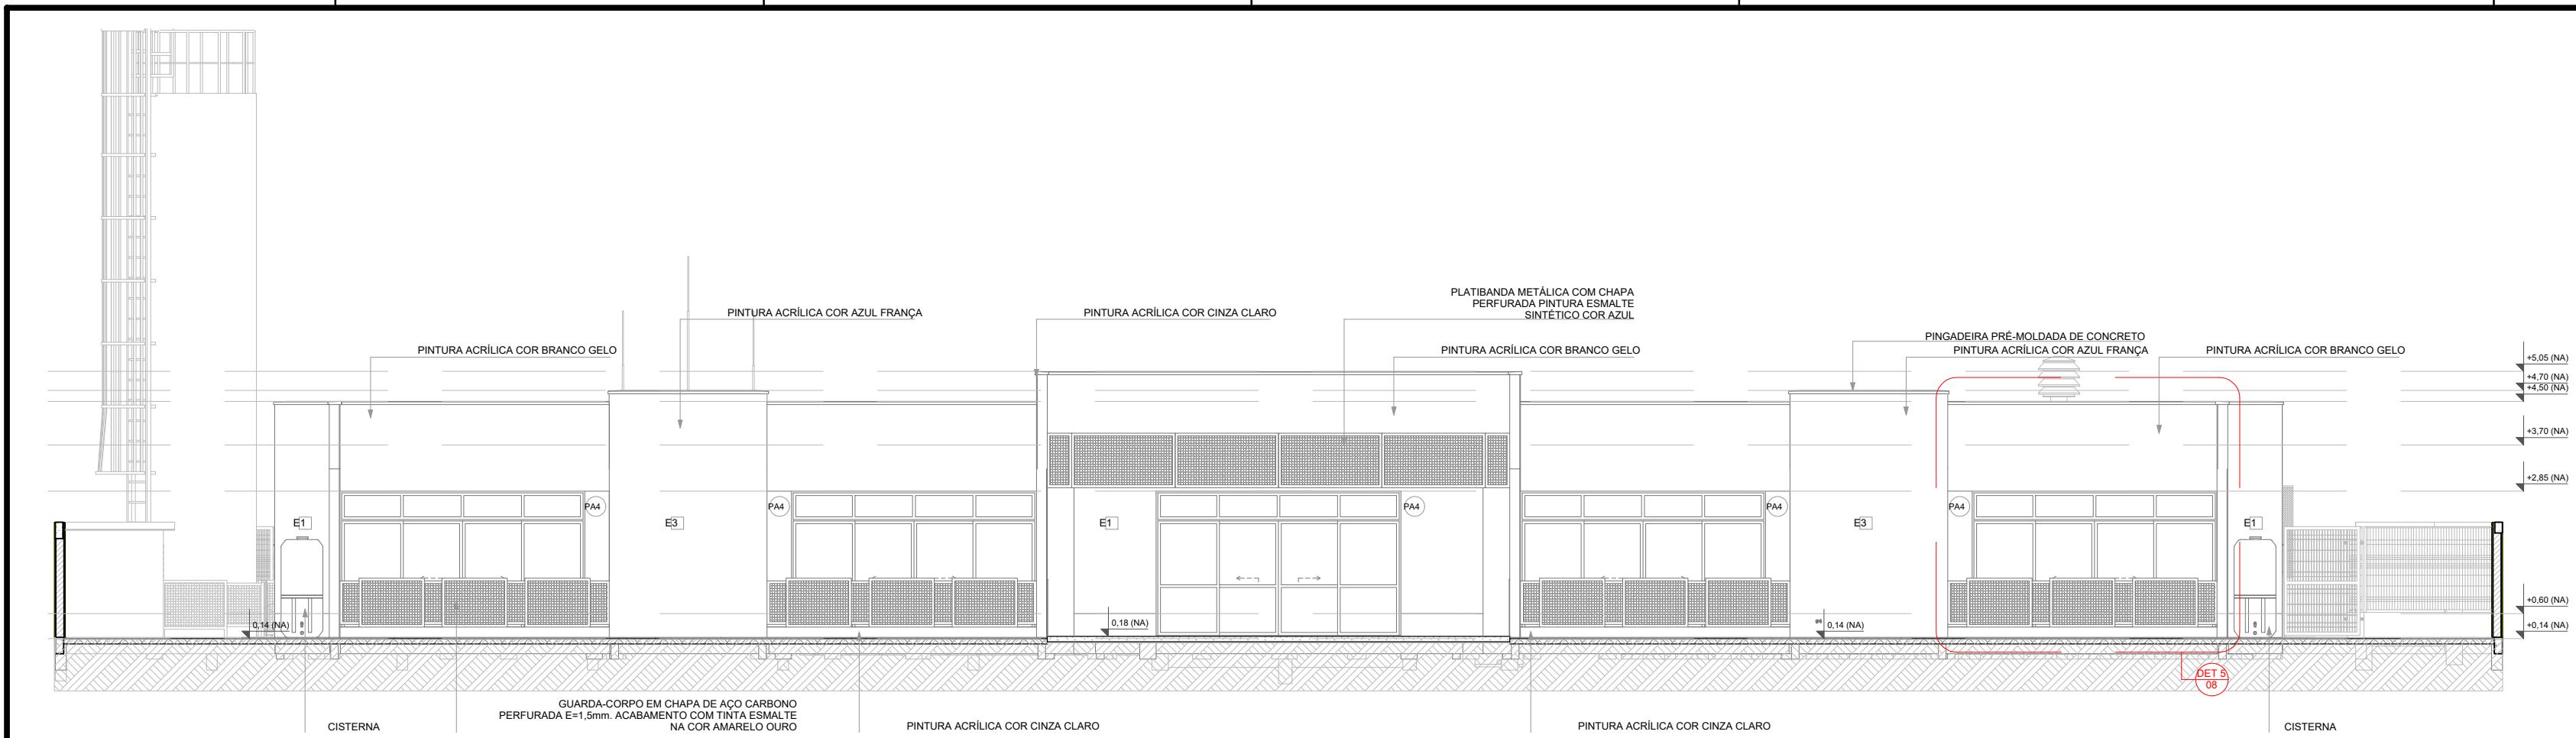 PLATIBANDA METÁLICA COM CHAPA
PERFURADA PINTURA ESMALTE
SINTÉTICO COR AZUL
PINTURA ACRÍLICA COR AZUL FRANÇA
PINTURA ACRÍLICA COR CINZA CLARO
PINGADEIRA PRÉ-MOLDADA DE CONCRETO
PINTURA ACRÍLICA COR BRANCO GELO
PINTURA ACRÍLICA COR BRANCO GELO
PINTURA ACRÍLICA COR AZUL FRANÇA
PINTURA ACRÍLICA COR BRANCO GELO
+5,05 (NA)
+4,70 (NA)
+4,50 (NA)
+3,70 (NA)
+2,85 (NA)
PA4
PA4
PA4
PA4
PA4
E1
E3
E1
E3
E1
+0,60 (NA)
0,14 (NA)
0,18 (NA)
0,14 (NA)
+0,14 (NA)
DET 5
08
GUARDA-CORPO EM CHAPA DE AÇO CARBONO
PERFURADA E=1,5mm. ACABAMENTO COM TINTA ESMALTE
NA COR AMARELO OURO
CISTERNA
PINTURA ACRÍLICA COR CINZA CLARO
PINTURA ACRÍLICA COR CINZA CLARO
CISTERNA